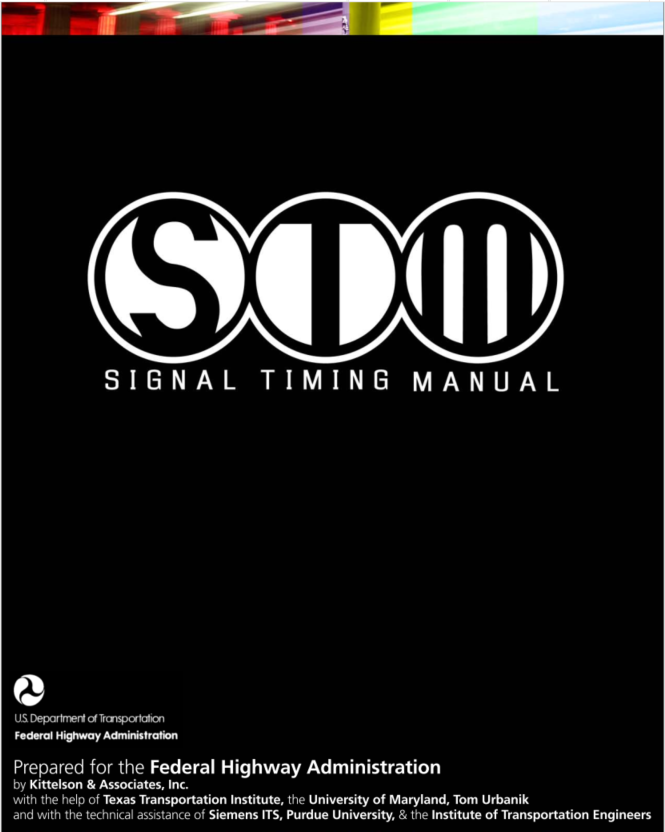 STM
SIGNAL TIMING MANUAL
U.S. Department of Transportation
Federal Highway Administration
Prepared for the Federal Highway Administration
by Kittelson & Associates, Inc.
with the help of Texas Transportation Institute, the University of Maryland, Tom Urbanik
and with the technical assistance of Siemens ITS, Purdue University, & the Institute of Transportation Engineers